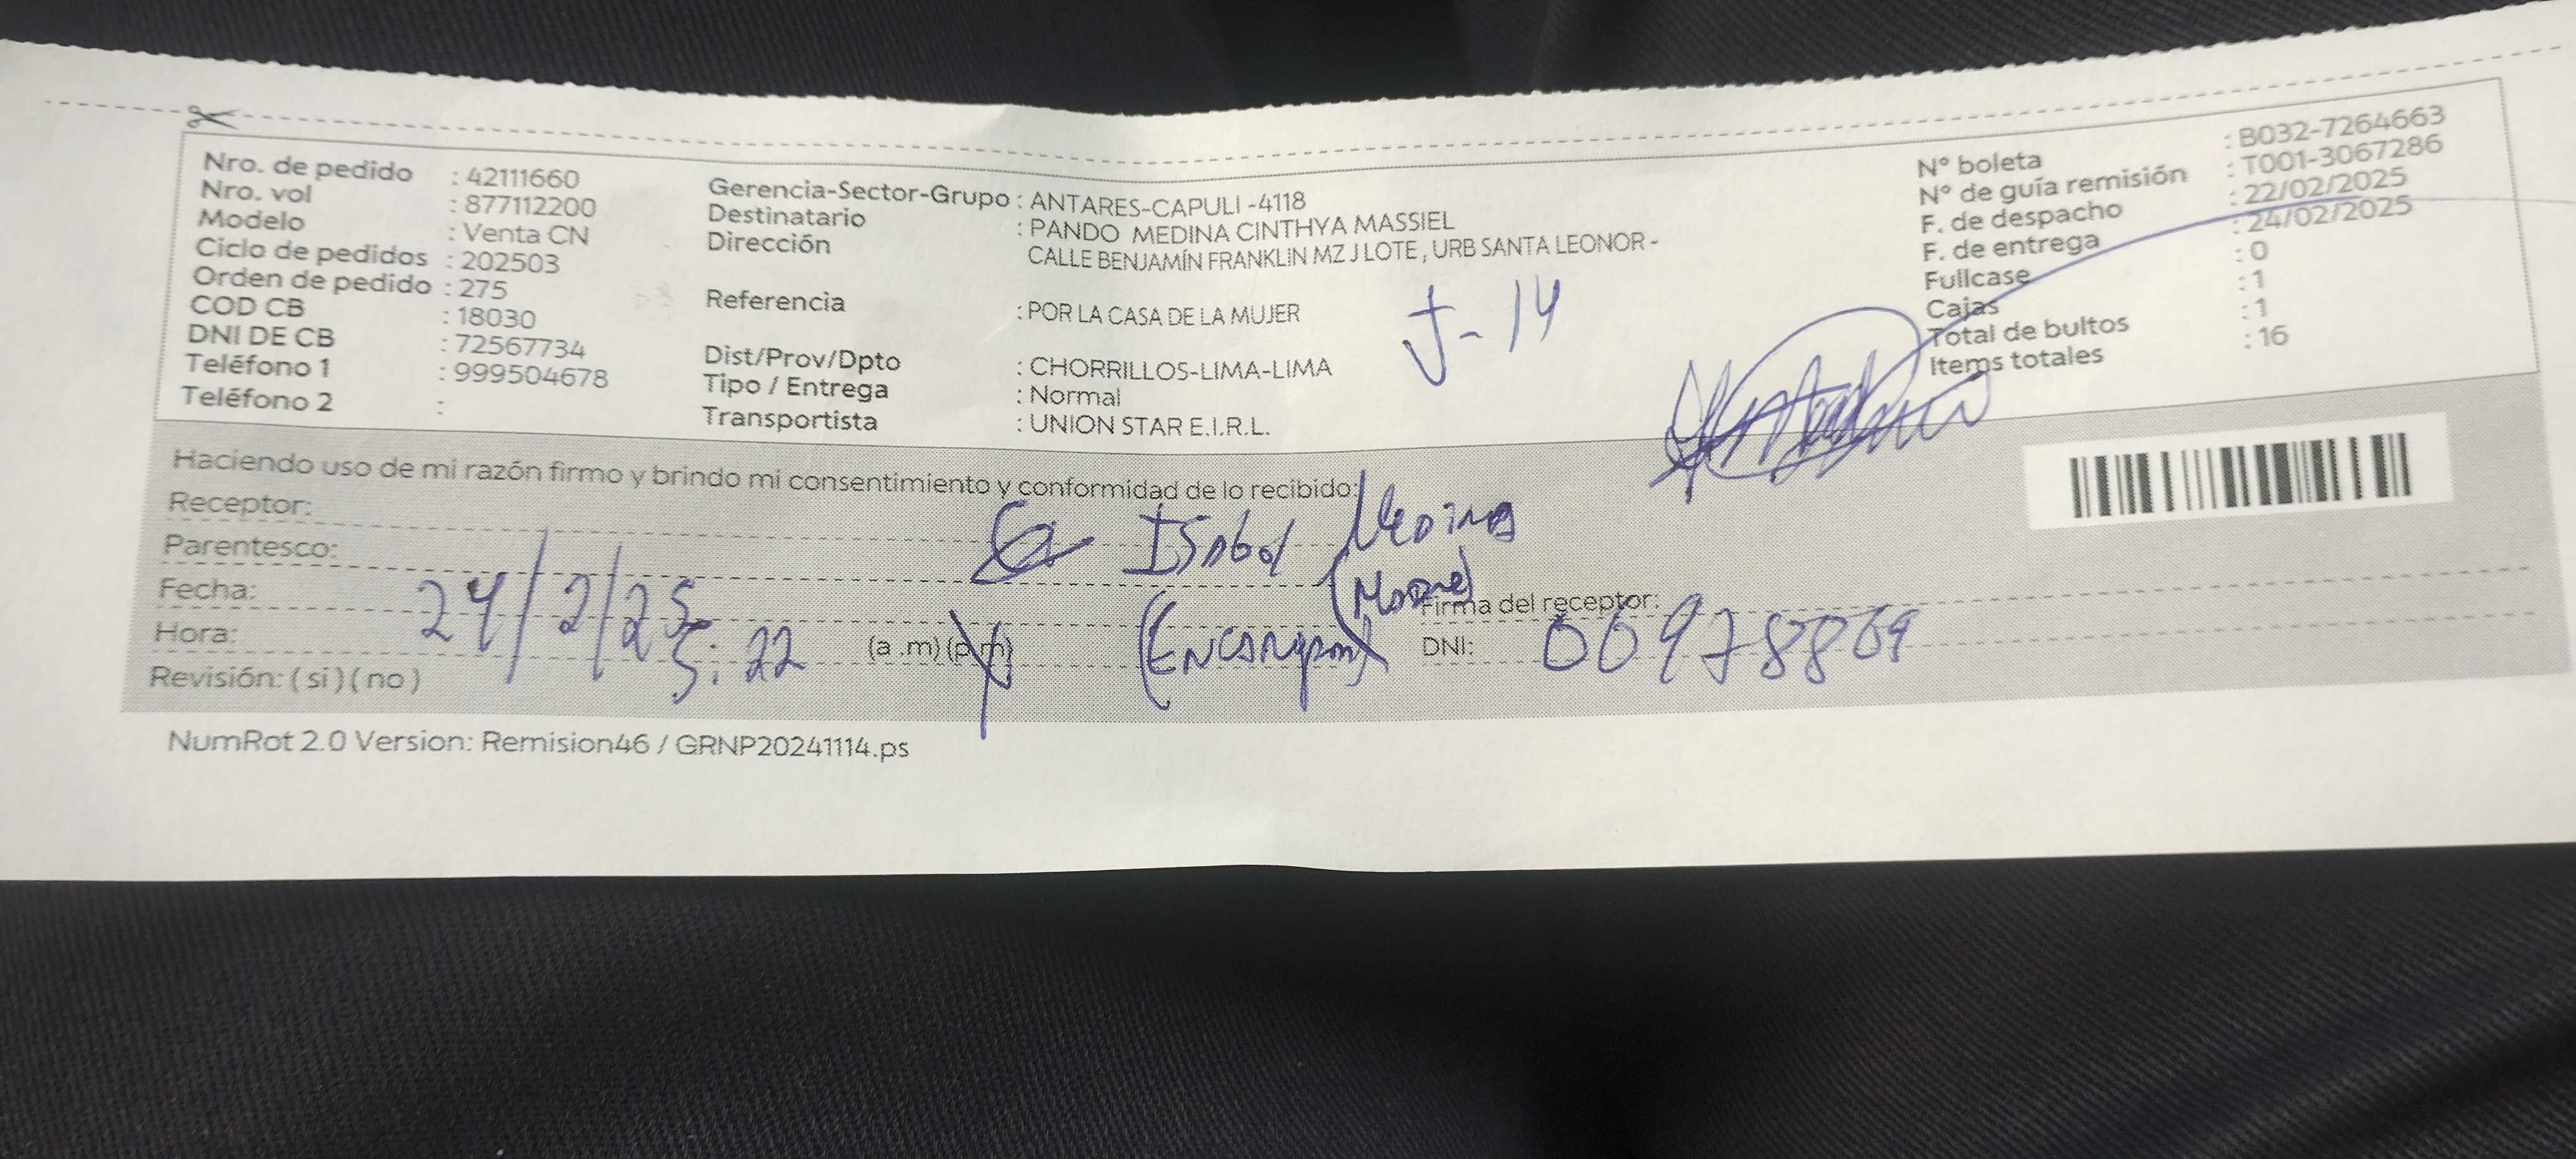 Nro. de pedido : 42111660
Nro. vol : 877112200
Modelo : Venta CN
Ciclo de pedidos : 202503
Orden de pedido : 275
COD CB : 18030
DNI DE CB : 72567734
Teléfono 1 : 999504678
Teléfono 2 :
Gerencia-Sector-Grupo : ANTARES-CAPULI -4118
Destinatario : PANDO MEDINA CINTHYA MASSIEL
Dirección : CALLE BENJAMÍN FRANKLIN MZ J LOTE , URB SANTA LEONOR -
Referencia : POR LA CASA DE LA MUJER
J-14
Dist/Prov/Dpto : CHORRILLOS-LIMA-LIMA
Tipo / Entrega : Normal
Transportista : UNION STAR E.I.R.L.
N° boleta : B032-7264663
N° de guía remisión : T001-3067286
F. de despacho : 22/02/2025
F. de entrega : 24/02/2025
Fullcase : 0
Cajas : 1
Total de bultos : 1
Items totales : 16
Haciendo uso de mi razón firmo y brindo mi consentimiento y conformidad de lo recibido:
Receptor: Isabel Medina
Parentesco:
Fecha: 24/2/25
Firma del receptor:
Hora: 5:22 (a .m) (p.m)
DNI: 06978869
Revisión: ( si ) ( no )
NumRot 2.0 Version: Remision46 / GRNP20241114.ps